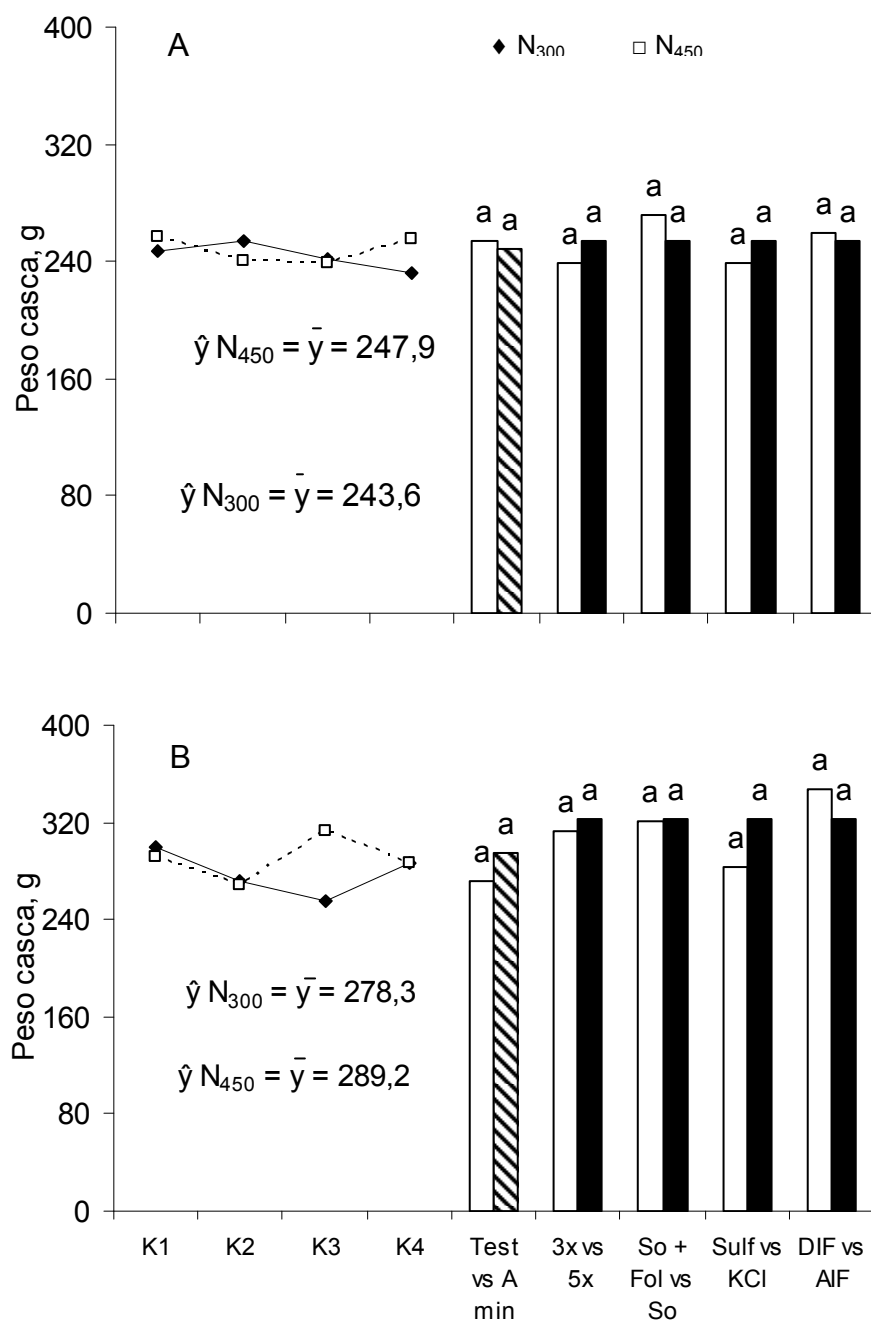 A
◆ N₃₀₀ □ N₄₅₀
Peso casca, g
400
320
240
160
80
0
a a a a a a a a a a
ŷ N₄₅₀ = ȳ = 247,9
ŷ N₃₀₀ = ȳ = 243,6
B
Peso casca, g
400
320
240
160
80
0
a a a a a a a a a a
ŷ N₃₀₀ = ȳ = 278,3
ŷ N₄₅₀ = ȳ = 289,2
K1 K2 K3 K4
Test vs A min
3x vs 5x
So + Fol vs So
Sulf vs KCl
DIF vs AIF